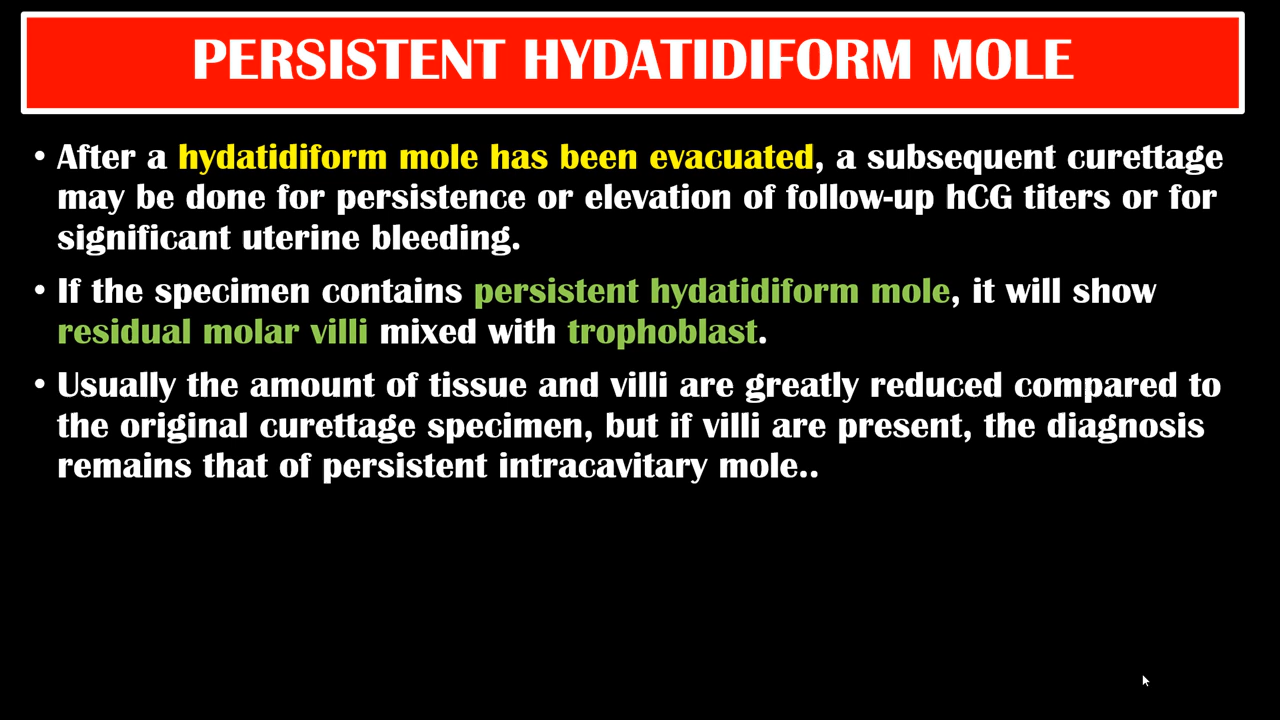 PERSISTENT HYDATIDIFORM MOLE
• After a hydatidiform mole has been evacuated, a subsequent curettage
may be done for persistence or elevation of follow-up hCG titers or for
significant uterine bleeding.
• If the specimen contains persistent hydatidiform mole, it will show
residual molar villi mixed with trophoblast.
• Usually the amount of tissue and villi are greatly reduced compared to
the original curettage specimen, but if villi are present, the diagnosis
remains that of persistent intracavitary mole..